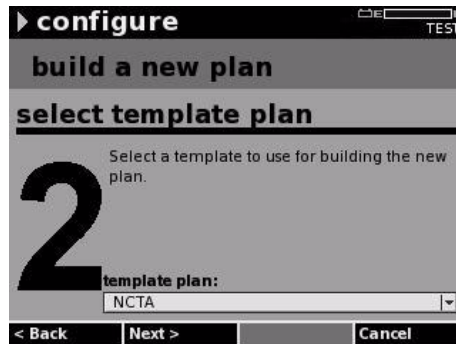 configure
E
TEST
build a new plan
select template plan
2
Select a template to use for building the new
plan.
template plan:
NCTA
< Back Next > Cancel